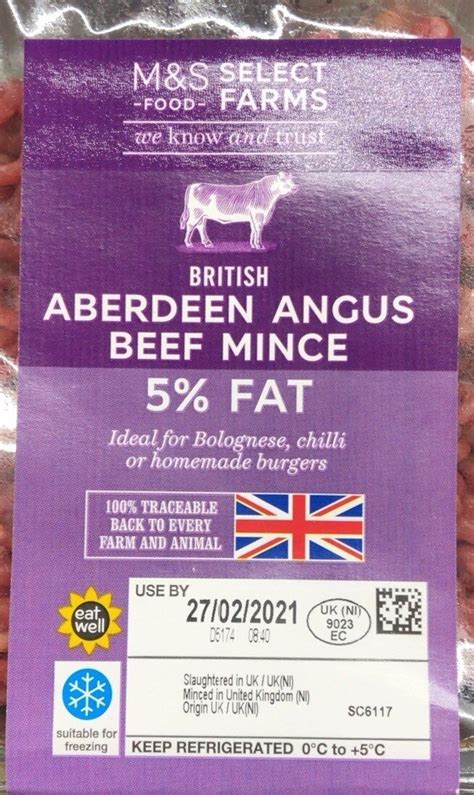 M&S SELECT
-FOOD- FARMS
we know and trust
BRITISH
ABERDEEN ANGUS
BEEF MINCE
5% FAT
Ideal for Bolognese, chilli
or homemade burgers
100% TRACEABLE
BACK TO EVERY
FARM AND ANIMAL
eat
well
USE BY
27/02/2021
D5174 08:40
UK (NI)
9023
EC
Slaughtered in UK / UK(NI)
Minced in United Kingdom (NI)
Origin UK / UK(NI)
SC6117
suitable for
freezing
KEEP REFRIGERATED 0°C to +5°C